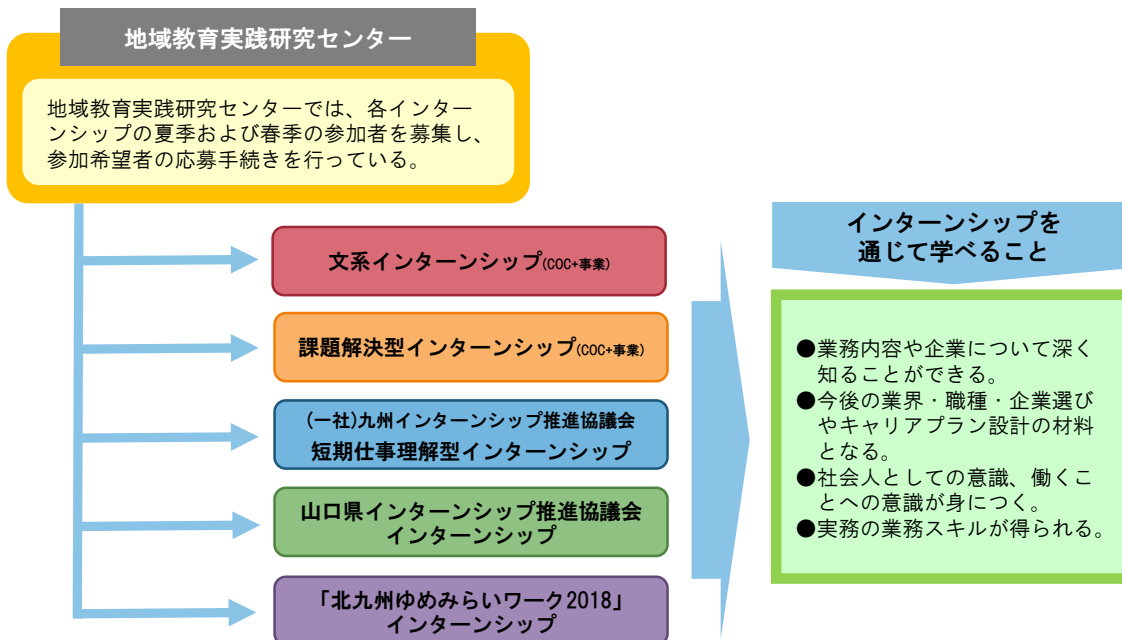 地域教育実践研究センター
地域教育実践研究センターでは、各インター
ンシップの夏季および春季の参加者を募集し、
参加希望者の応募手続きを行っている。
文系インターンシップ(COC+事業)
課題解決型インターンシップ(COC+事業)
(一社)九州インターンシップ推進協議会
短期仕事理解型インターンシップ
山口県インターンシップ推進協議会
インターンシップ
「北九州ゆめみらいワーク2018」
インターンシップ
インターンシップを
通じて学べること
●業務内容や企業について深く
知ることができる。
●今後の業界・職種・企業選び
やキャリアプラン設計の材料
となる。
●社会人としての意識、働くこ
とへの意識が身につく。
●実務の業務スキルが得られる。